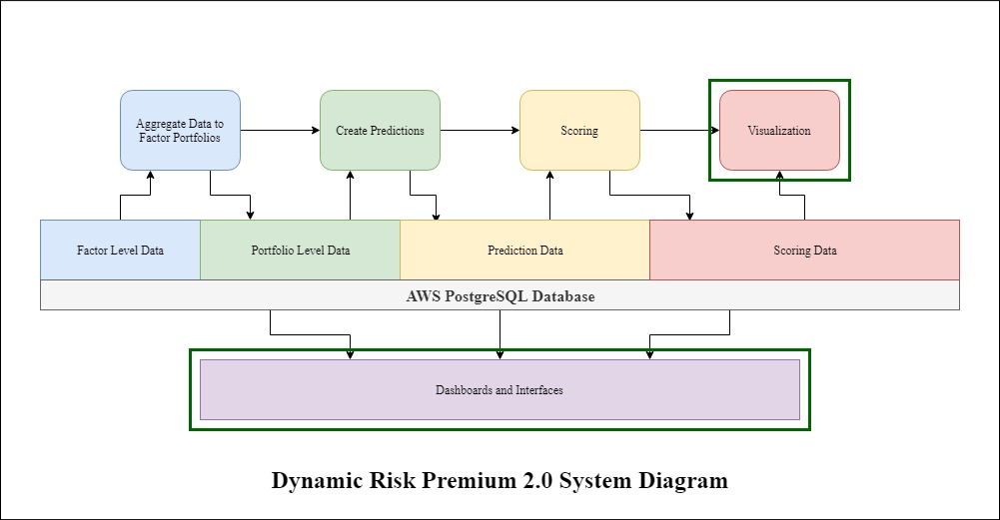 Aggregate Data to
Factor Portfolios
Create Predictions
Scoring
Visualization
Factor Level Data
Portfolio Level Data
Prediction Data
Scoring Data
AWS PostgreSQL Database
Dashboards and Interfaces
Dynamic Risk Premium 2.0 System Diagram